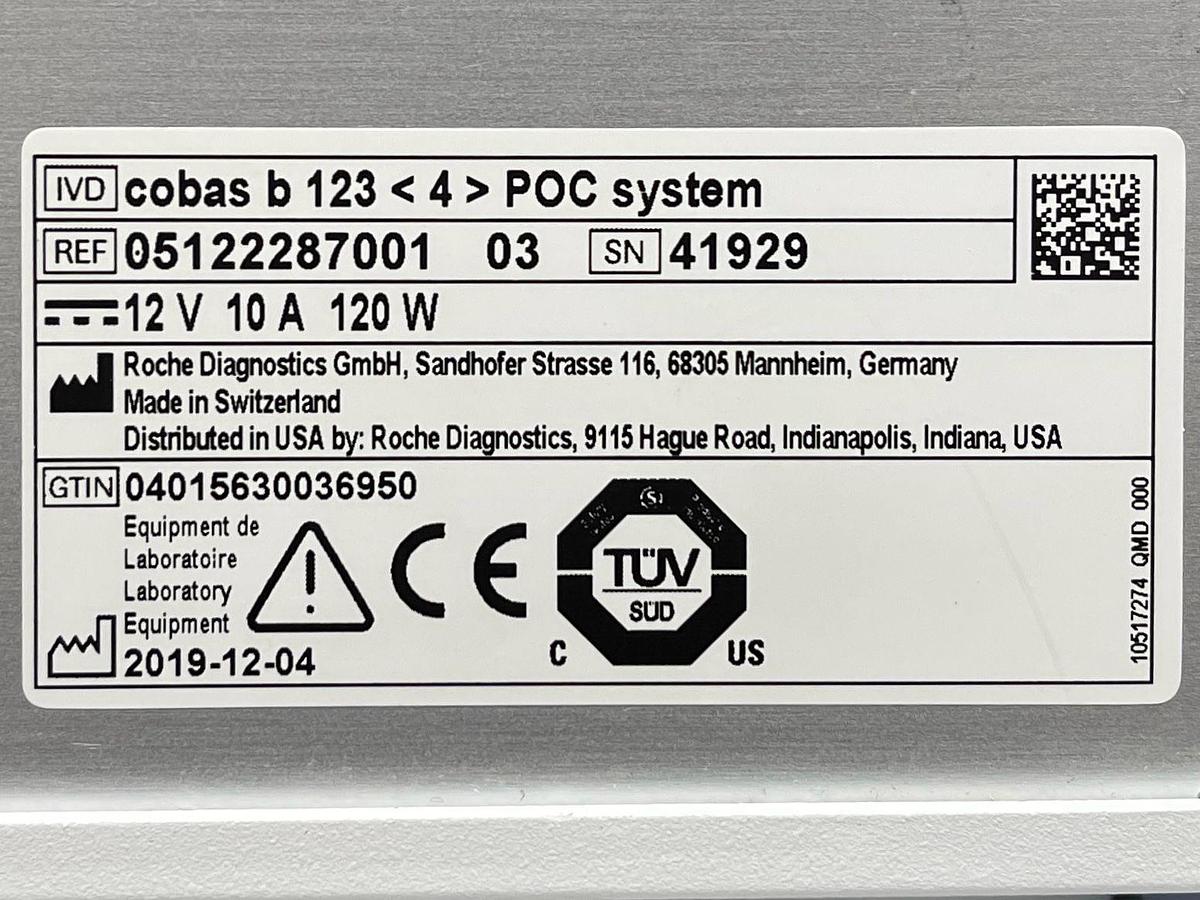 IVD cobas b 123 < 4 > POC system
REF 05122287001 03 SN 41929
12 V 10 A 120 W
Roche Diagnostics GmbH, Sandhofer Strasse 116, 68305 Mannheim, Germany
Made in Switzerland
Distributed in USA by: Roche Diagnostics, 9115 Hague Road, Indianapolis, Indiana, USA
GTIN 04015630036950
Equipment de
Laboratoire
Laboratory
Equipment
2019-12-04
CE
S
TÜV
SÜD
C US
10517274 QMD 000